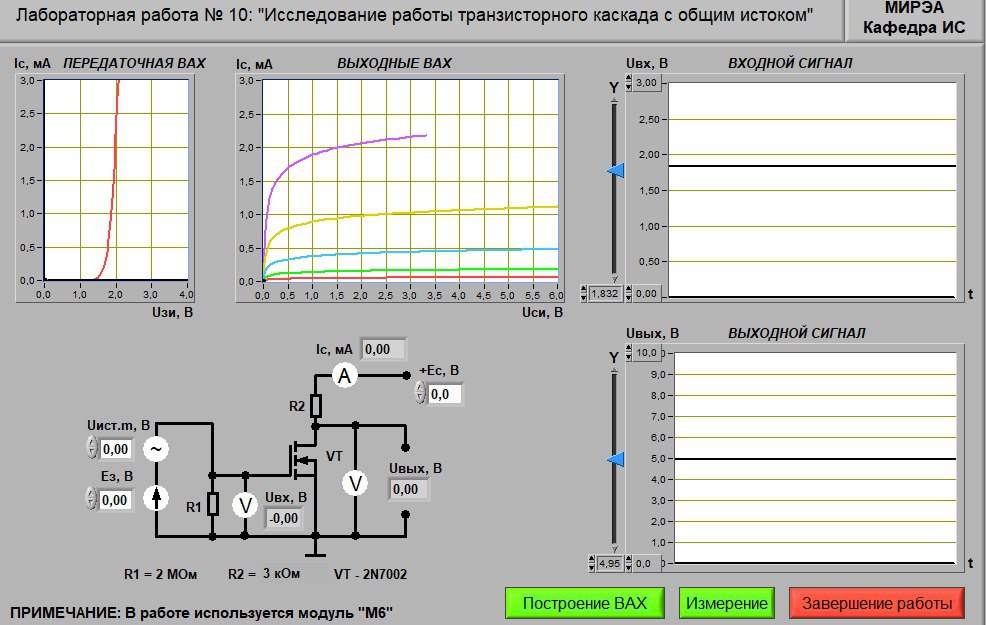 Лабораторная работа № 10: "Исследование работы транзисторного каскада с общим истоком"
МИРЭА
Кафедра ИС
Iс, мА ПЕРЕДАТОЧНАЯ ВАХ
3,0
2,5
2,0
1,5
1,0
0,5
0,0
0,0 1,0 2,0 3,0 4,0
Uзи, В
Iс, мА ВЫХОДНЫЕ ВАХ
3,0
2,5
2,0
1,5
1,0
0,5
0,0
0,0 0,5 1,0 1,5 2,0 2,5 3,0 3,5 4,0 4,5 5,0 5,5 6,0
Uси, В
Uвх, В ВХОДНОЙ СИГНАЛ
Y
3,00
2,50
2,00
1,50
1,00
0,50
1,832 0,00
t
Uвых, В ВЫХОДНОЙ СИГНАЛ
Y
10,0
9,0
8,0
7,0
6,0
5,0
4,0
3,0
2,0
1,0
4,95 0,0
t
Iс, мА 0,00
A
+Ec, В
0,0
R2
Uист.m, В
0,00
~
VT
Eз, В
0,00
R1
V
Uвх, В
-0,00
V
Uвых, В
0,00
R1 = 2 МОм R2 = 3 кОм VT - 2N7002
ПРИМЕЧАНИЕ: В работе используется модуль "М6"
Построение ВАХ
Измерение
Завершение работы